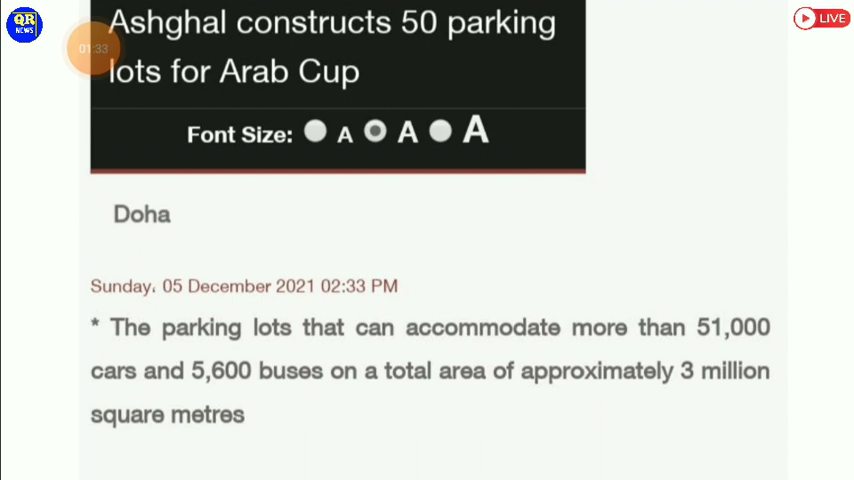 QR
NEWS
LIVE
01:33
Ashghal constructs 50 parking
lots for Arab Cup
Font Size: A A A
Doha
Sunday، 05 December 2021 02:33 PM
* The parking lots that can accommodate more than 51,000
cars and 5,600 buses on a total area of approximately 3 million
square metres